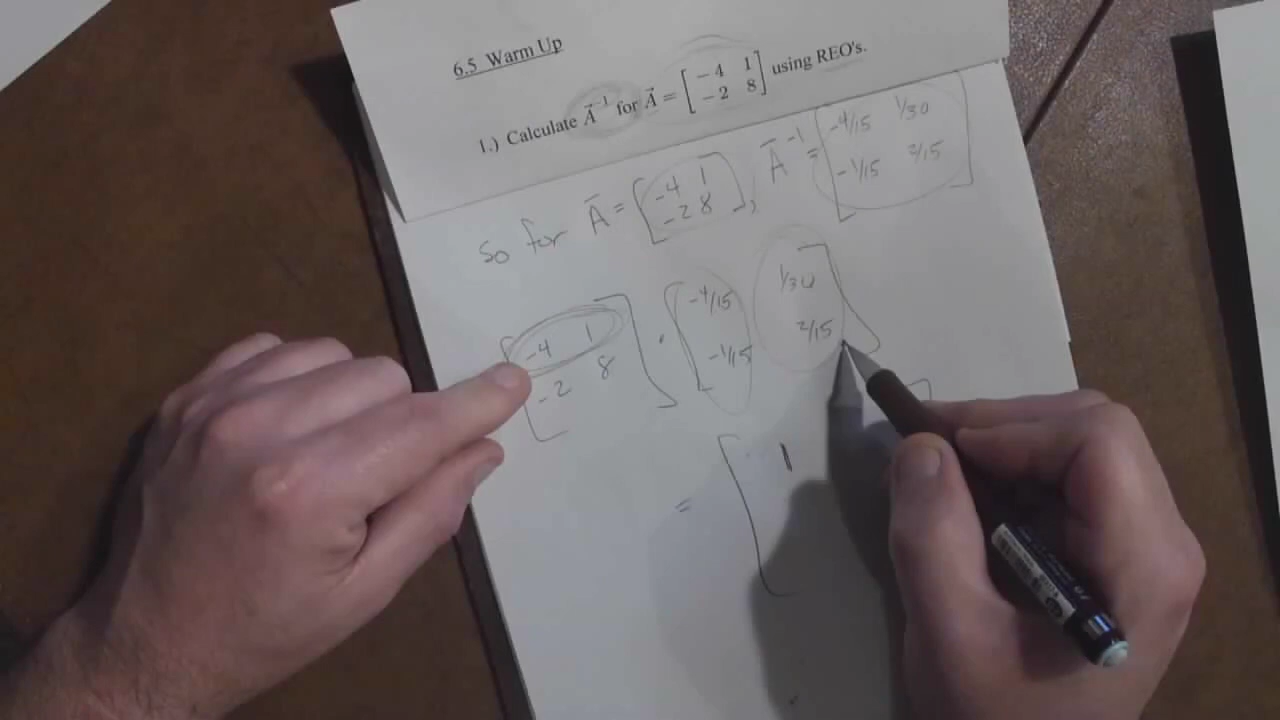 6.5 Warm Up
1.) Calculate A⃗⁻¹ for A⃗ = [ -4 1 using REO's.
-2 8 ]
So for A̅ = [ -4 1
-2 8 ], A̅⁻¹ = [ -4/15 1/30
-1/15 2/15 ]
[ -4 1
-2 8 ] · [ -4/15 1/30
-1/15 2/15 ]
= [ 1